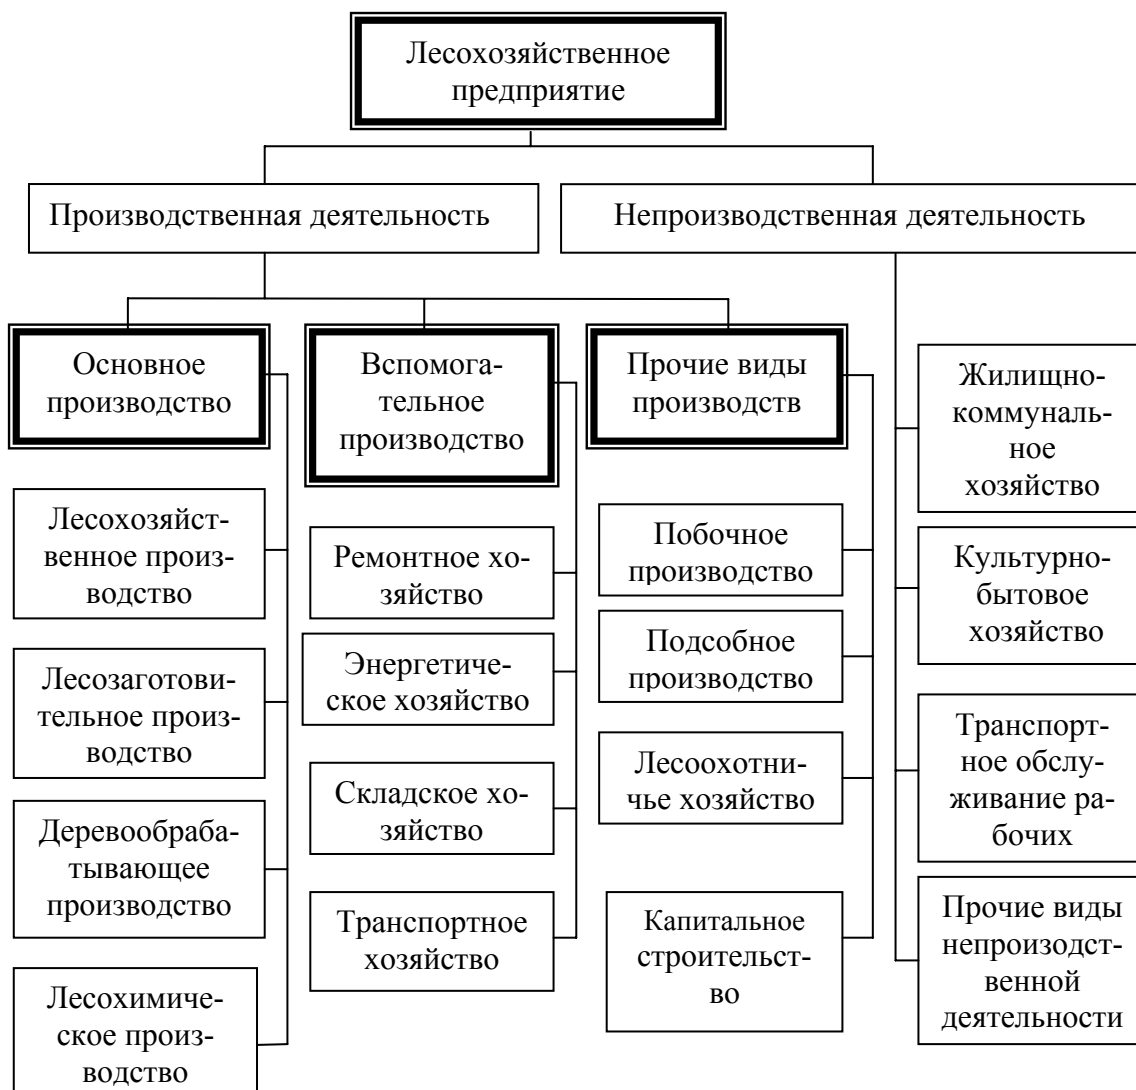 Лесохозяйственное
предприятие
Производственная деятельность
Непроизводственная деятельность
Основное
производство
Вспомога-
тельное
производство
Прочие виды
производств
Жилищно-
коммуналь-
ное
хозяйство
Лесохозяйст-
венное произ-
водство
Ремонтное хо-
зяйство
Побочное
производство
Культурно-
бытовое
хозяйство
Лесозаготови-
тельное произ-
водство
Энергетиче-
ское хозяйство
Подсобное
производство
Транспорт-
ное обслу-
живание ра-
бочих
Деревообраба-
тывающее
производство
Складское хо-
зяйство
Лесоохотни-
чье хозяйство
Прочие виды
непроизодст-
венной
деятельности
Лесохимиче-
ское произ-
водство
Транспортное
хозяйство
Капитальное
строительст-
во